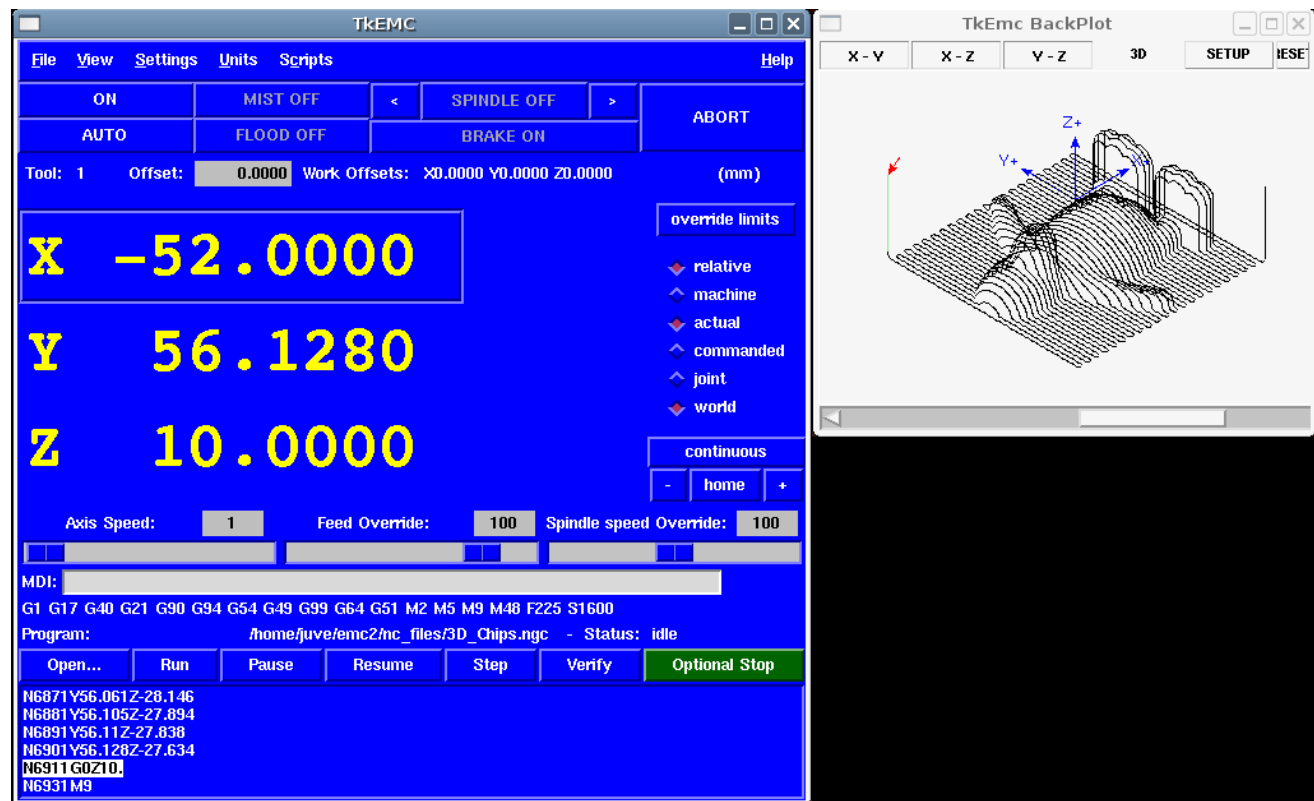 TkEMC
File View Settings Units Scripts Help
ON MIST OFF < SPINDLE OFF > ABORT
AUTO FLOOD OFF BRAKE ON
Tool: 1 Offset: 0.0000 Work Offsets: X0.0000 Y0.0000 Z0.0000 (mm)
override limits
X -52.0000
relative
machine
Y 56.1280
actual
commanded
joint
world
Z 10.0000
continuous
- home +
Axis Speed: 1 Feed Override: 100 Spindle speed Override: 100
MDI:
G1 G17 G40 G21 G90 G94 G54 G49 G99 G64 G51 M2 M5 M9 M48 F225 S1600
Program: /home/juve/emc2/nc_files/3D_Chips.ngc - Status: idle
Open... Run Pause Resume Step Verify Optional Stop
N6871Y56.061Z-28.146
N6881Y56.105Z-27.894
N6891Y56.11Z-27.838
N6901Y56.128Z-27.634
N6911G0Z10.
N6931M9
TkEmc BackPlot
X - Y X - Z Y - Z 3D SETUP
Z+
Y+ X+